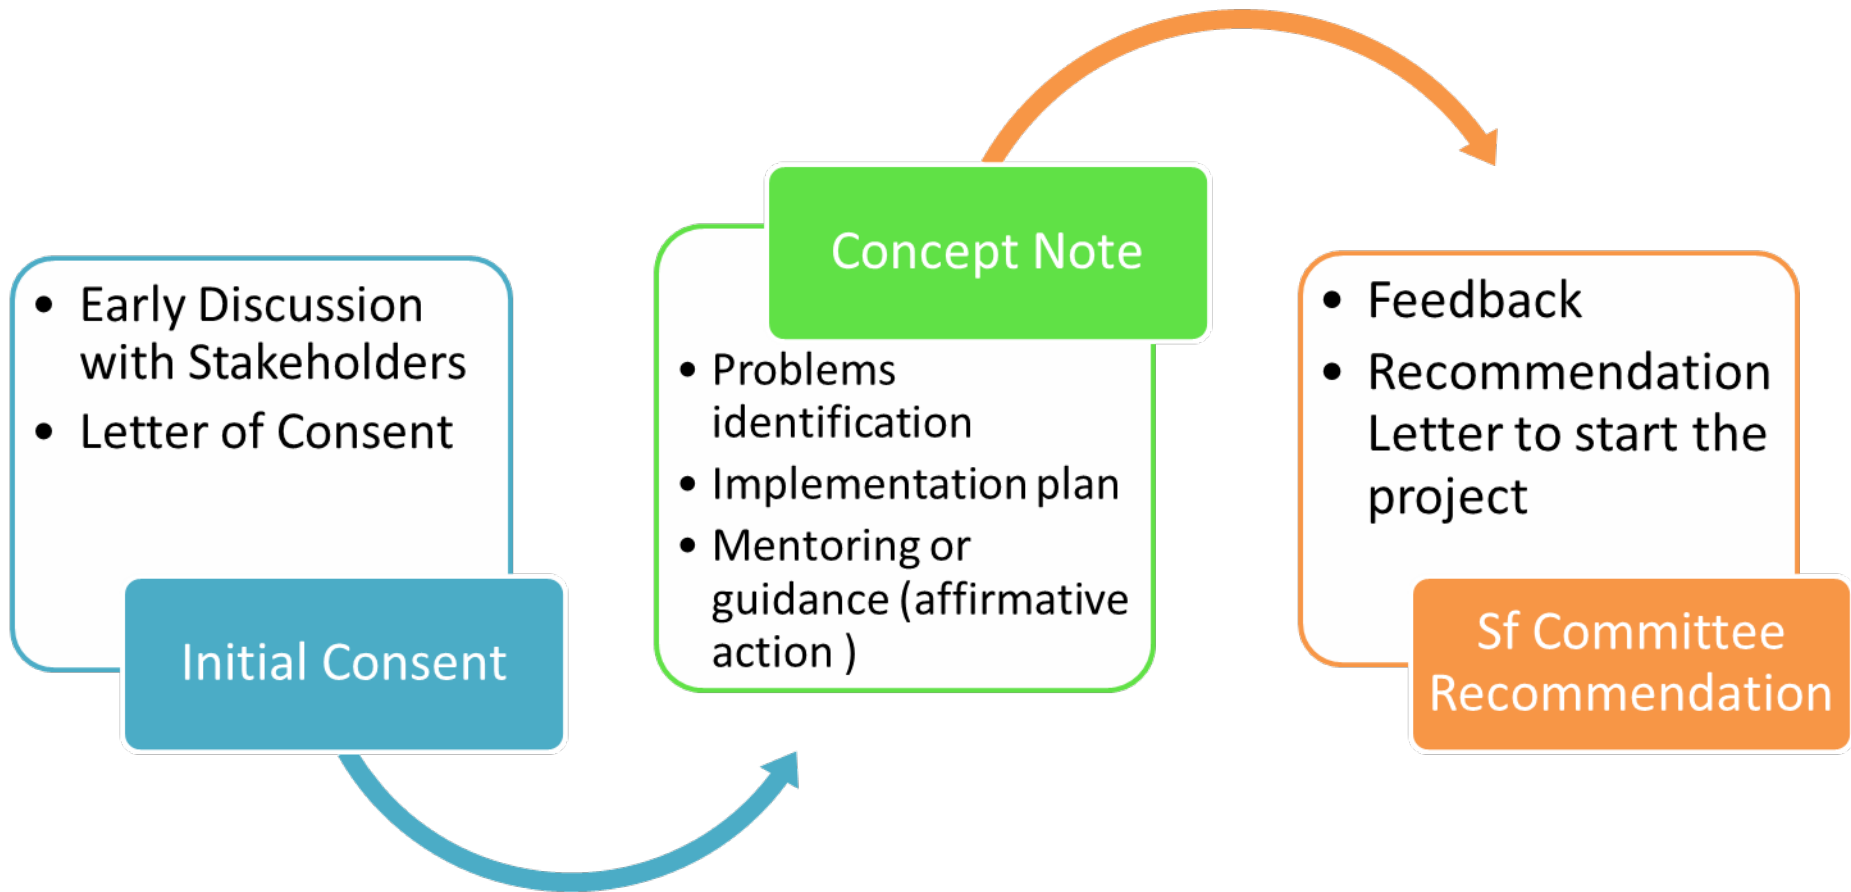 • Early Discussion
with Stakeholders
• Letter of Consent
Initial Consent
Concept Note
• Problems
identification
• Implementation plan
• Mentoring or
guidance (affirmative
action )
• Feedback
• Recommendation
Letter to start the
project
Sf Committee
Recommendation